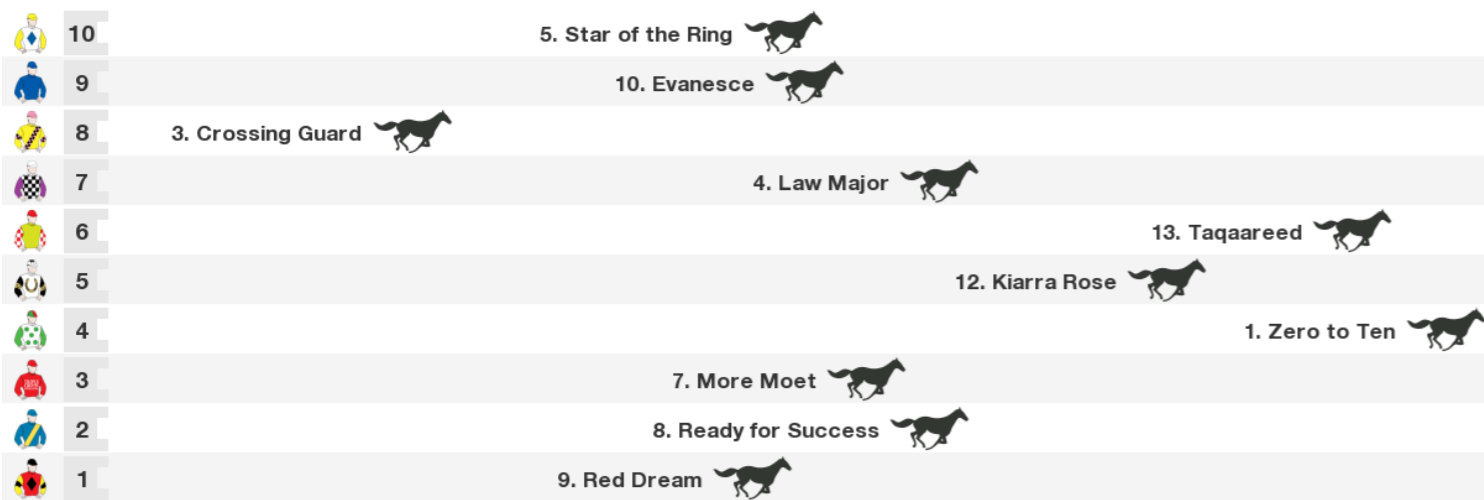 10 5. Star of the Ring
9 10. Evanesce
8 3. Crossing Guard
7 4. Law Major
6 13. Taqaareed
5 12. Kiarra Rose
4 1. Zero to Ten
3 7. More Moet
2 8. Ready for Success
1 9. Red Dream